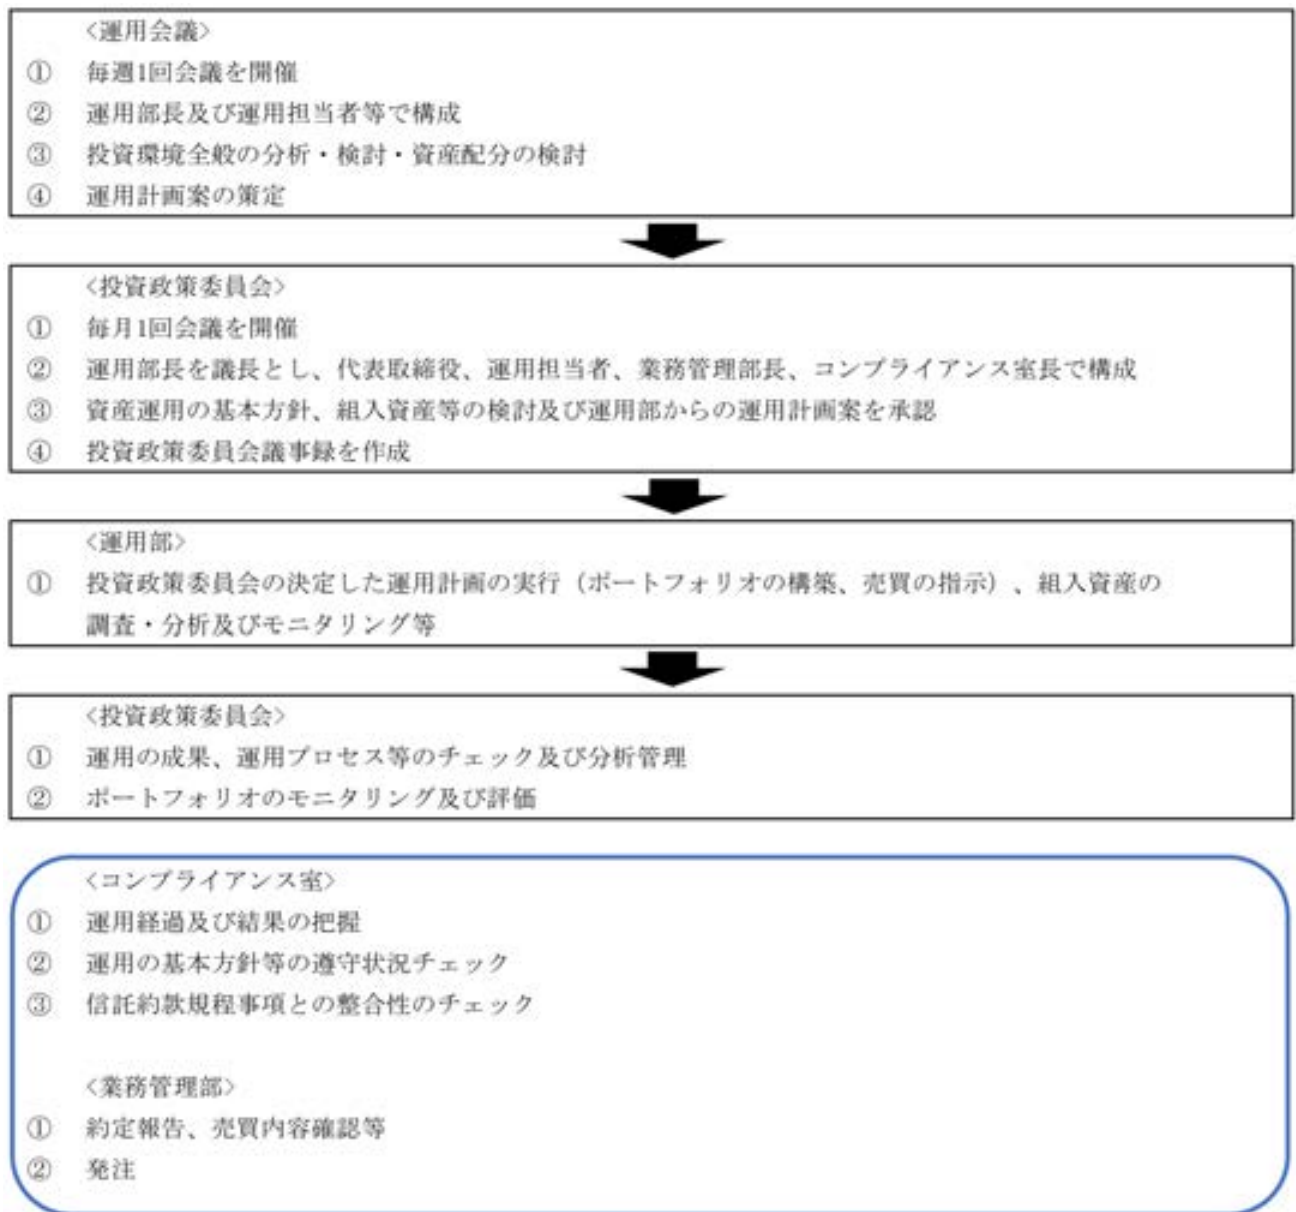 <運用会議>
① 毎週1回会議を開催
② 運用部長及び運用担当者等で構成
③ 投資環境全般の分析・検討・資産配分の検討
④ 運用計画案の策定
<投資政策委員会>
① 毎月1回会議を開催
② 運用部長を議長とし、代表取締役、運用担当者、業務管理部長、コンプライアンス室長で構成
③ 資産運用の基本方針、組入資産等の検討及び運用部からの運用計画案を承認
④ 投資政策委員会議事録を作成
<運用部>
① 投資政策委員会の決定した運用計画の実行（ポートフォリオの構築、売買の指示）、組入資産の
調査・分析及びモニタリング等
<投資政策委員会>
① 運用の成果、運用プロセス等のチェック及び分析管理
② ポートフォリオのモニタリング及び評価
<コンプライアンス室>
① 運用経過及び結果の把握
② 運用の基本方針等の遵守状況チェック
③ 信託約款規程事項との整合性のチェック
<業務管理部>
① 約定報告、売買内容確認等
② 発注